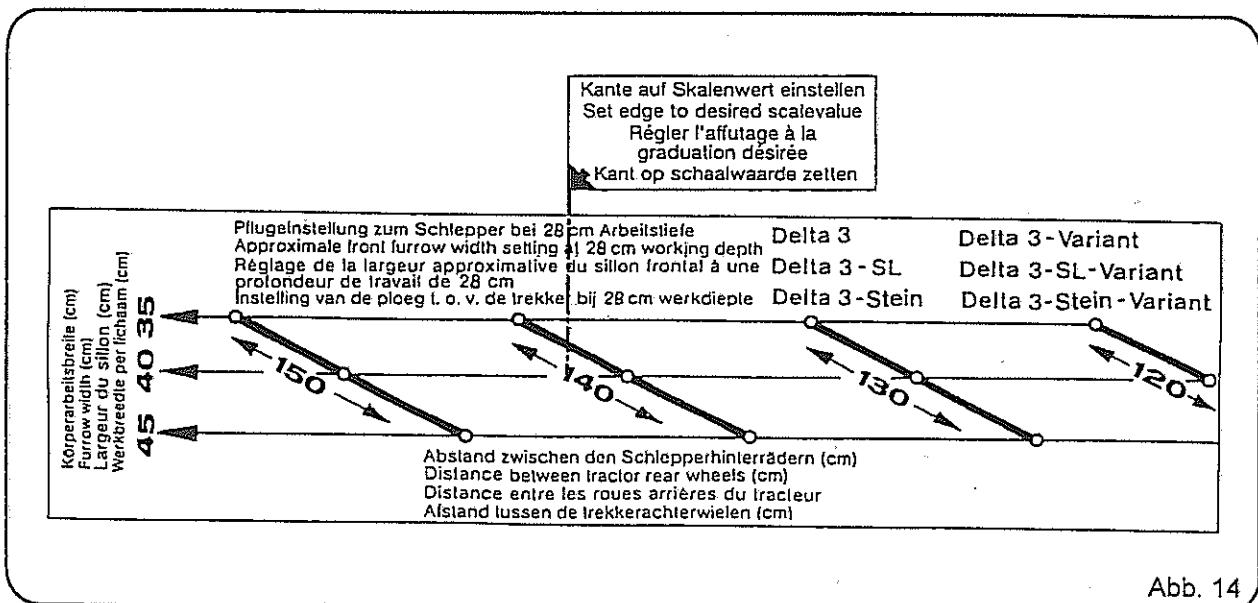 Kante auf Skalenwert einstellen
Set edge to desired scalevalue
Régler l'affutage à la
graduation désirée
Kant op schaalwaarde zetten
Pflugeinstellung zum Schlepper bei 28 cm Arbeitstiefe
Approximale front furrow width setting at 28 cm working depth
Réglage de la largeur approximative du sillon frontal à une
profondeur de travail de 28 cm
Instelling van de ploeg t. o. v. de trekker bij 28 cm werkdiepte
Delta 3
Delta 3-Variant
Delta 3-SL
Delta 3-SL-Variant
Delta 3-Stein
Delta 3-Stein-Variant
Körperarbeitsbreite (cm)
Furrow width (cm)
Largeur du sillon (cm)
Werkbreedte per lichaam (cm)
35
40
45
150
140
130
120
Abstand zwischen den Schlepperhinterrädern (cm)
Distance between tractor rear wheels (cm)
Distance entre les roues arrières du tracteur
Afstand tussen de trekkerachterwielen (cm)
Abb. 14